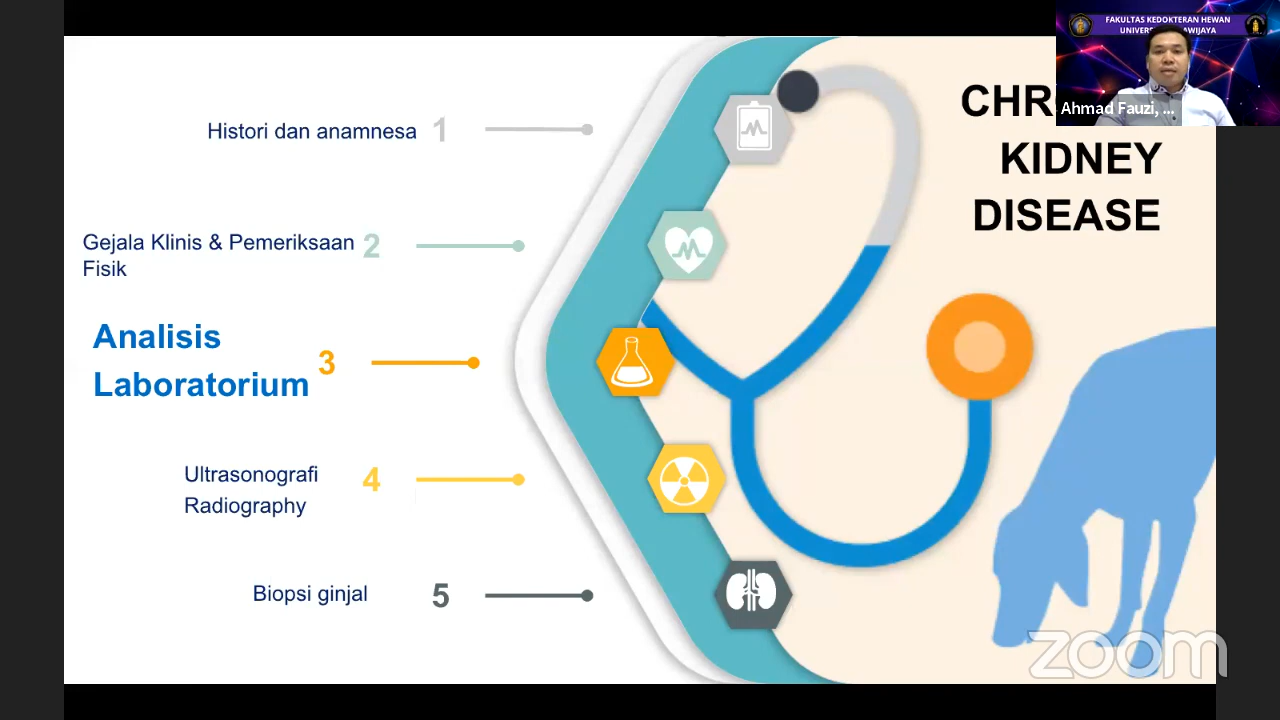 Histori dan anamnesa 1
Gejala Klinis & Pemeriksaan 2
Fisik
Analisis
Laboratorium 3
Ultrasonografi 4
Radiography
Biopsi ginjal 5
KIDNEY
DISEASE
FAKULTAS KEDOKTERAN HEWAN
Ahmad Fauzi, ...
zoom